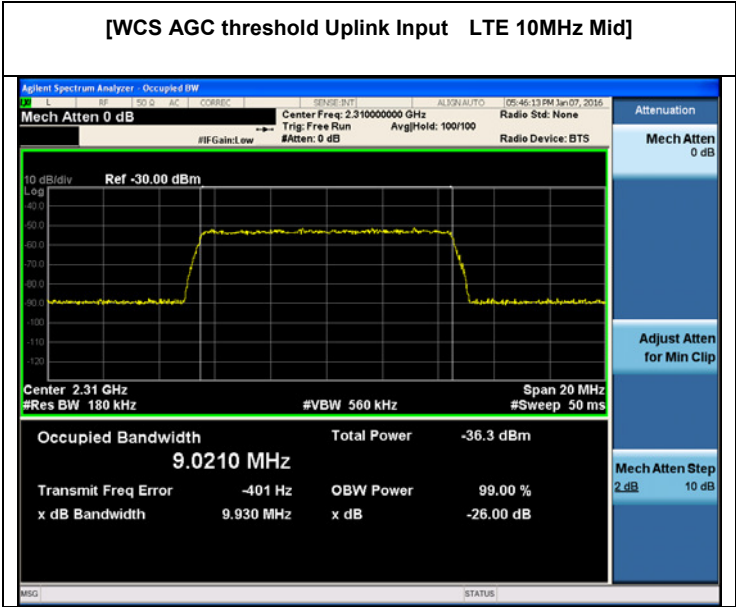 [WCS AGC threshold Uplink Input LTE 10MHz Mid]
Agilent Spectrum Analyzer - Occupied BW
LXI L RF 50 Ω AC CORREC SENSE:INT ALIGN AUTO 05:46:13 PM Jan 07, 2016
Mech Atten 0 dB
Center Freq: 2.310000000 GHz
Radio Std: None
Trig: Free Run Avg|Hold: 100/100
#IFGain:Low #Atten: 0 dB Radio Device: BTS
Attenuation
Mech Atten
0 dB
10 dB/div Ref -30.00 dBm
Log
-40.0
-50.0
-60.0
-70.0
-80.0
-90.0
-100
-110
-120
Adjust Atten
for Min Clip
Center 2.31 GHz Span 20 MHz
#Res BW 180 kHz #VBW 560 kHz #Sweep 50 ms
Occupied Bandwidth Total Power -36.3 dBm
9.0210 MHz
Transmit Freq Error -401 Hz OBW Power 99.00 %
x dB Bandwidth 9.930 MHz x dB -26.00 dB
Mech Atten Step
2 dB 10 dB
MSG STATUS